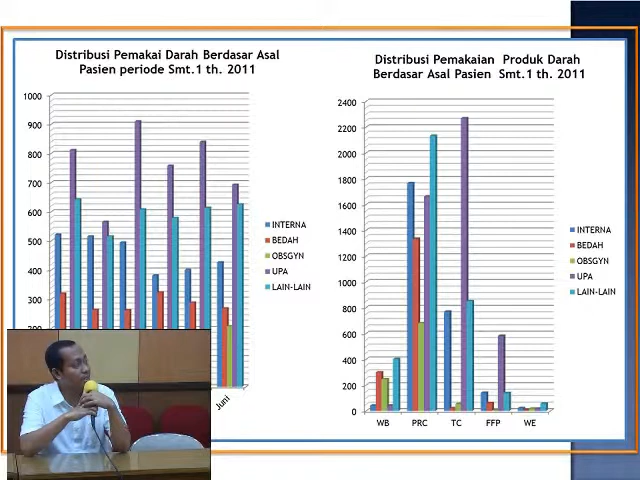 Distribusi Pemakai Darah Berdasar Asal
Pasien periode Smt.1 th. 2011
1000
900
800
700
600
500
400
300
200
Juni
INTERNA
BEDAH
OBSGYN
UPA
LAIN-LAIN
Distribusi Pemakaian Produk Darah
Berdasar Asal Pasien Smt.1 th. 2011
2400
2200
2000
1800
1600
1400
1200
1000
800
600
400
200
0
WB PRC TC FFP WE
INTERNA
BEDAH
OBSGYN
UPA
LAIN-LAIN